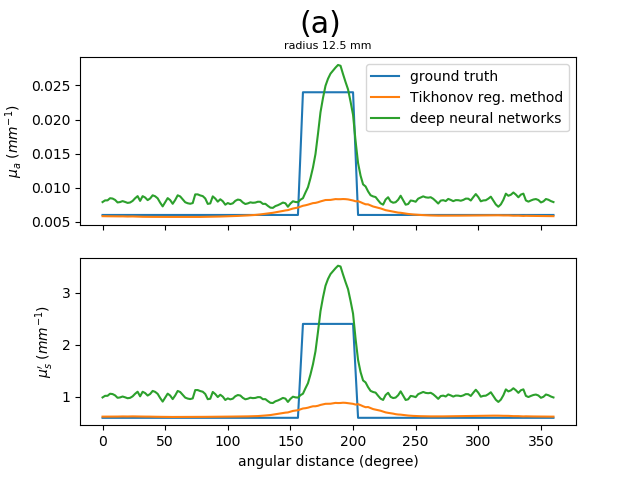 (a)
radius 12.5 mm
μa (mm−1)
0.025
0.020
0.015
0.010
0.005
ground truth
Tikhonov reg. method
deep neural networks
μ′s (mm−1)
3
2
1
0 50 100 150 200 250 300 350
angular distance (degree)